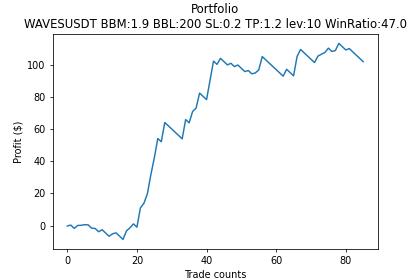 Portfolio
WAVESUSDT BBM:1.9 BBL:200 SL:0.2 TP:1.2 lev:10 WinRatio:47.0
100
80
60
40
20
0
Profit ($)
0 20 40 60 80
Trade counts